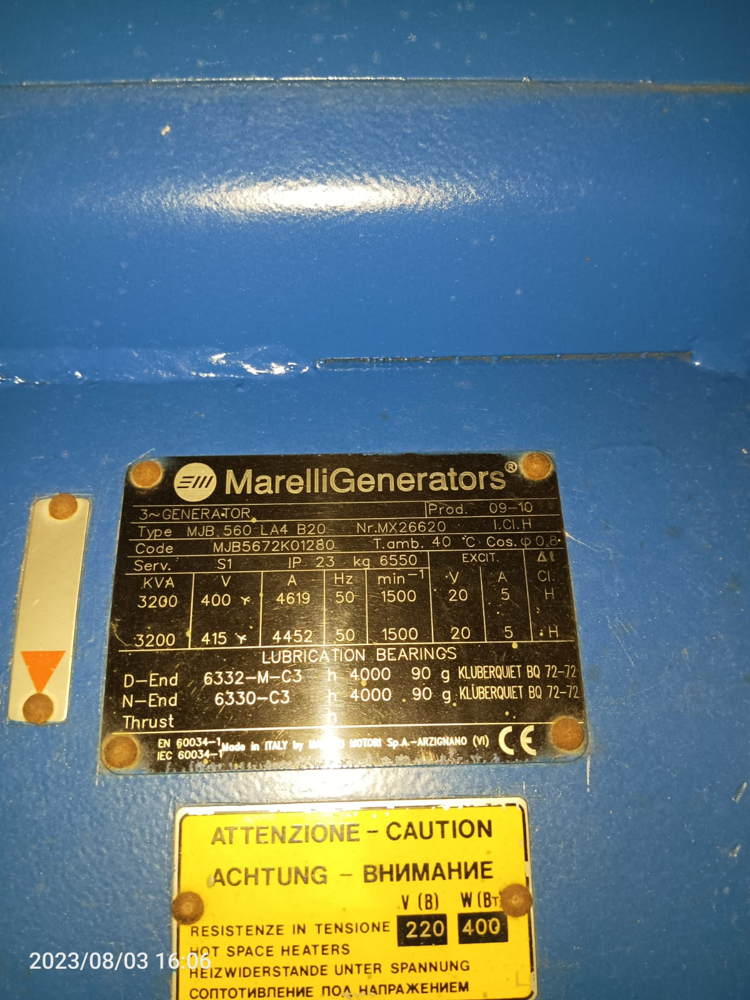 MarelliGenerators®
3~GENERATOR Prod. 09-10
Type MJB 560 LA4 B20 Nr.MX26620 I.Cl.H
Code MJB5672K01280 T.amb. 40 °C Cos. φ 0,8
Serv. S1 IP 23 kg 6550 EXCIT. Δt
KVA V A Hz min⁻¹ V A Cl.
3200 400 Y 4619 50 1500 20 5 H
3200 415 Y 4452 50 1500 20 5 H
LUBRICATION BEARINGS
D-End 6332-M-C3 h 4000 90 g KLUBERQUIET BQ 72-72
N-End 6330-C3 h 4000 90 g KLÜBERQUIET BQ 72-72
Thrust h
EN 60034-1
IEC 60034-1
Made in ITALY by MOTORI Sp.A.-ARZIGNANO (VI) CE
ATTENZIONE - CAUTION
ACHTUNG - ВНИМАНИЕ
V (B) W (Вт)
RESISTENZE IN TENSIONE 220 400
HOT SPACE HEATERS
HEIZWIDERSTANDE UNTER SPANNUNG
СОПТОТИВЛЕНИЕ ПОД НАПРАЖЕНИЕМ
2023/08/03 16:06